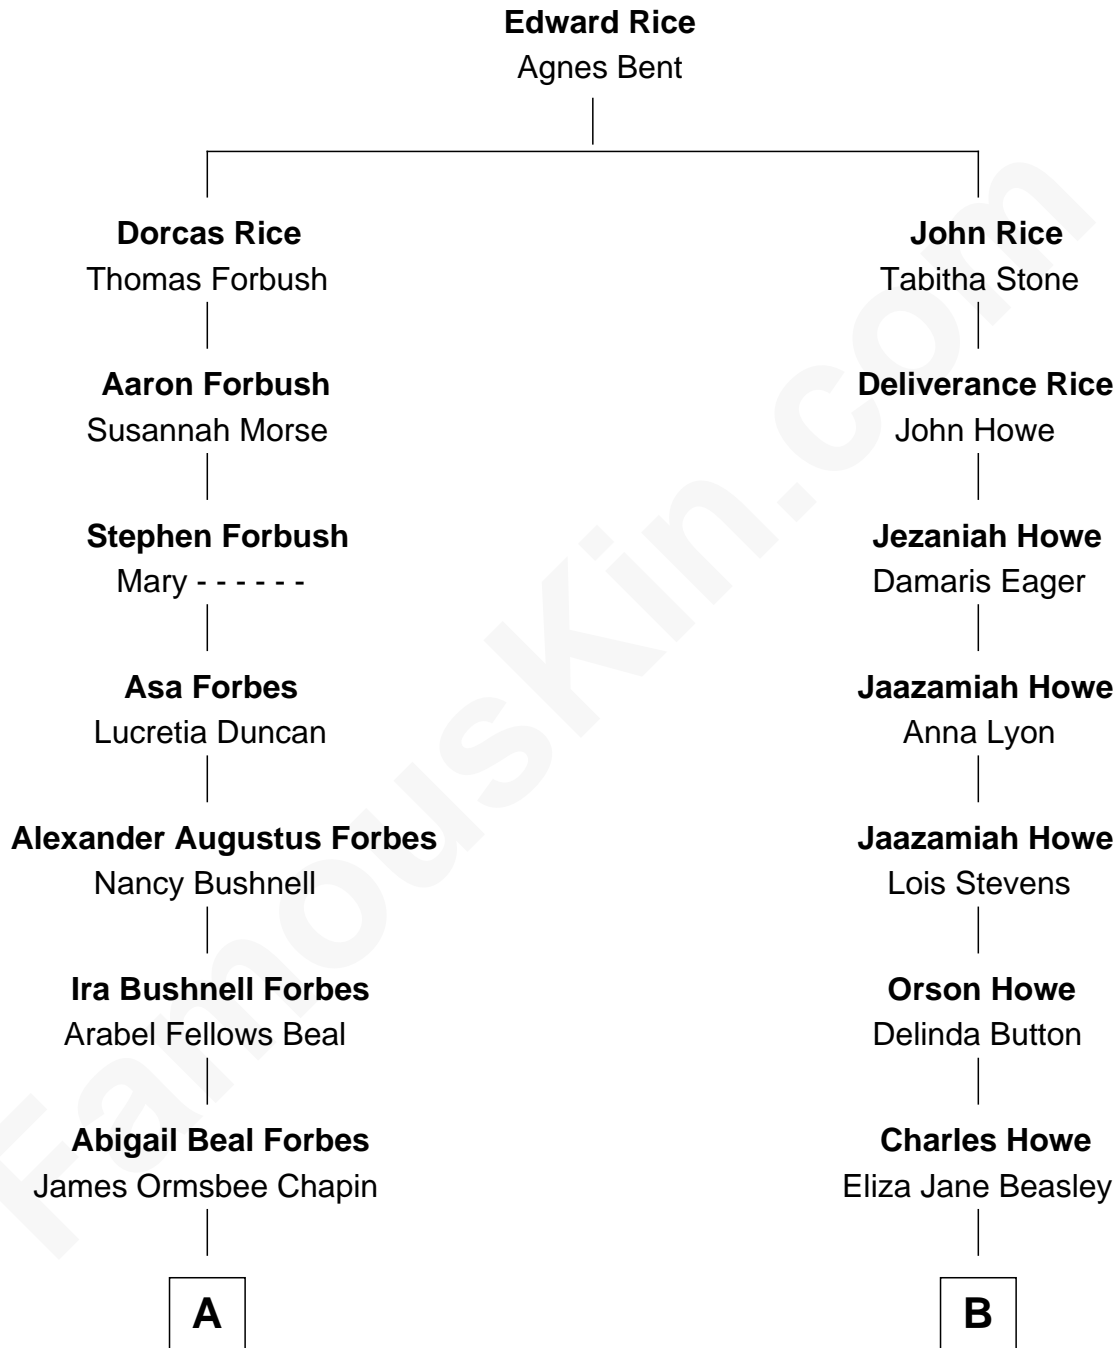 Edward Rice
Agnes Bent
Dorcas Rice
Thomas Forbush
John Rice
Tabitha Stone
Aaron Forbush
Susannah Morse
Deliverance Rice
John Howe
Stephen Forbush
Mary - - - - - -
Jezaniah Howe
Damaris Eager
Asa Forbes
Lucretia Duncan
Jaazamiah Howe
Anna Lyon
Alexander Augustus Forbes
Nancy Bushnell
Jaazamiah Howe
Lois Stevens
Ira Bushnell Forbes
Arabel Fellows Beal
Orson Howe
Delinda Button
Abigail Beal Forbes
James Ormsbee Chapin
Charles Howe
Eliza Jane Beasley
A
B
FamousKin.com